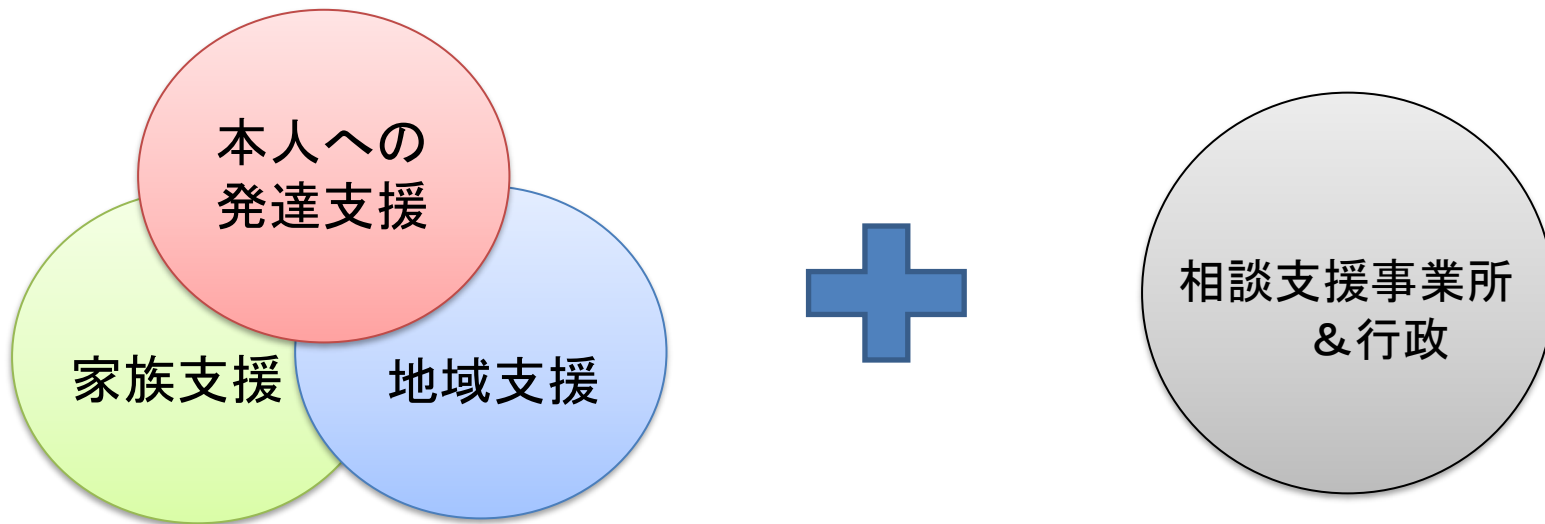 本人への
発達支援
家族支援
地域支援
相談支援事業所
＆行政